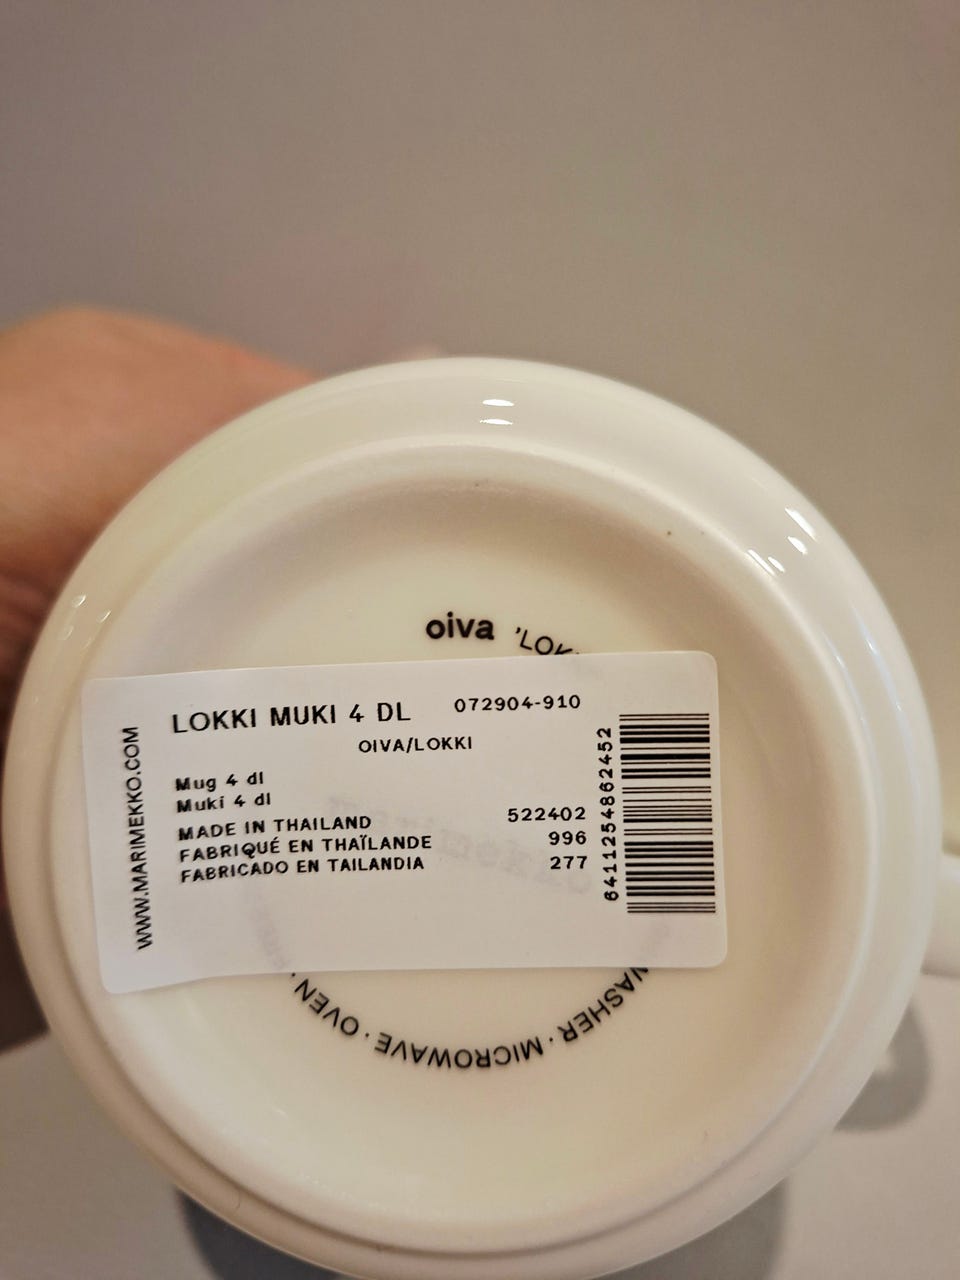 oiva 'LOK
LOKKI MUKI 4 DL 072904-910
OIVA/LOKKI
Mug 4 dl
Muki 4 dl
MADE IN THAILAND 522402
FABRIQUÉ EN THAÏLANDE 996
FABRICADO EN TAILANDIA 277
WWW.MARIMEKKO.COM
6411254862452
WASHER · MICROWAVE · OVEN ·